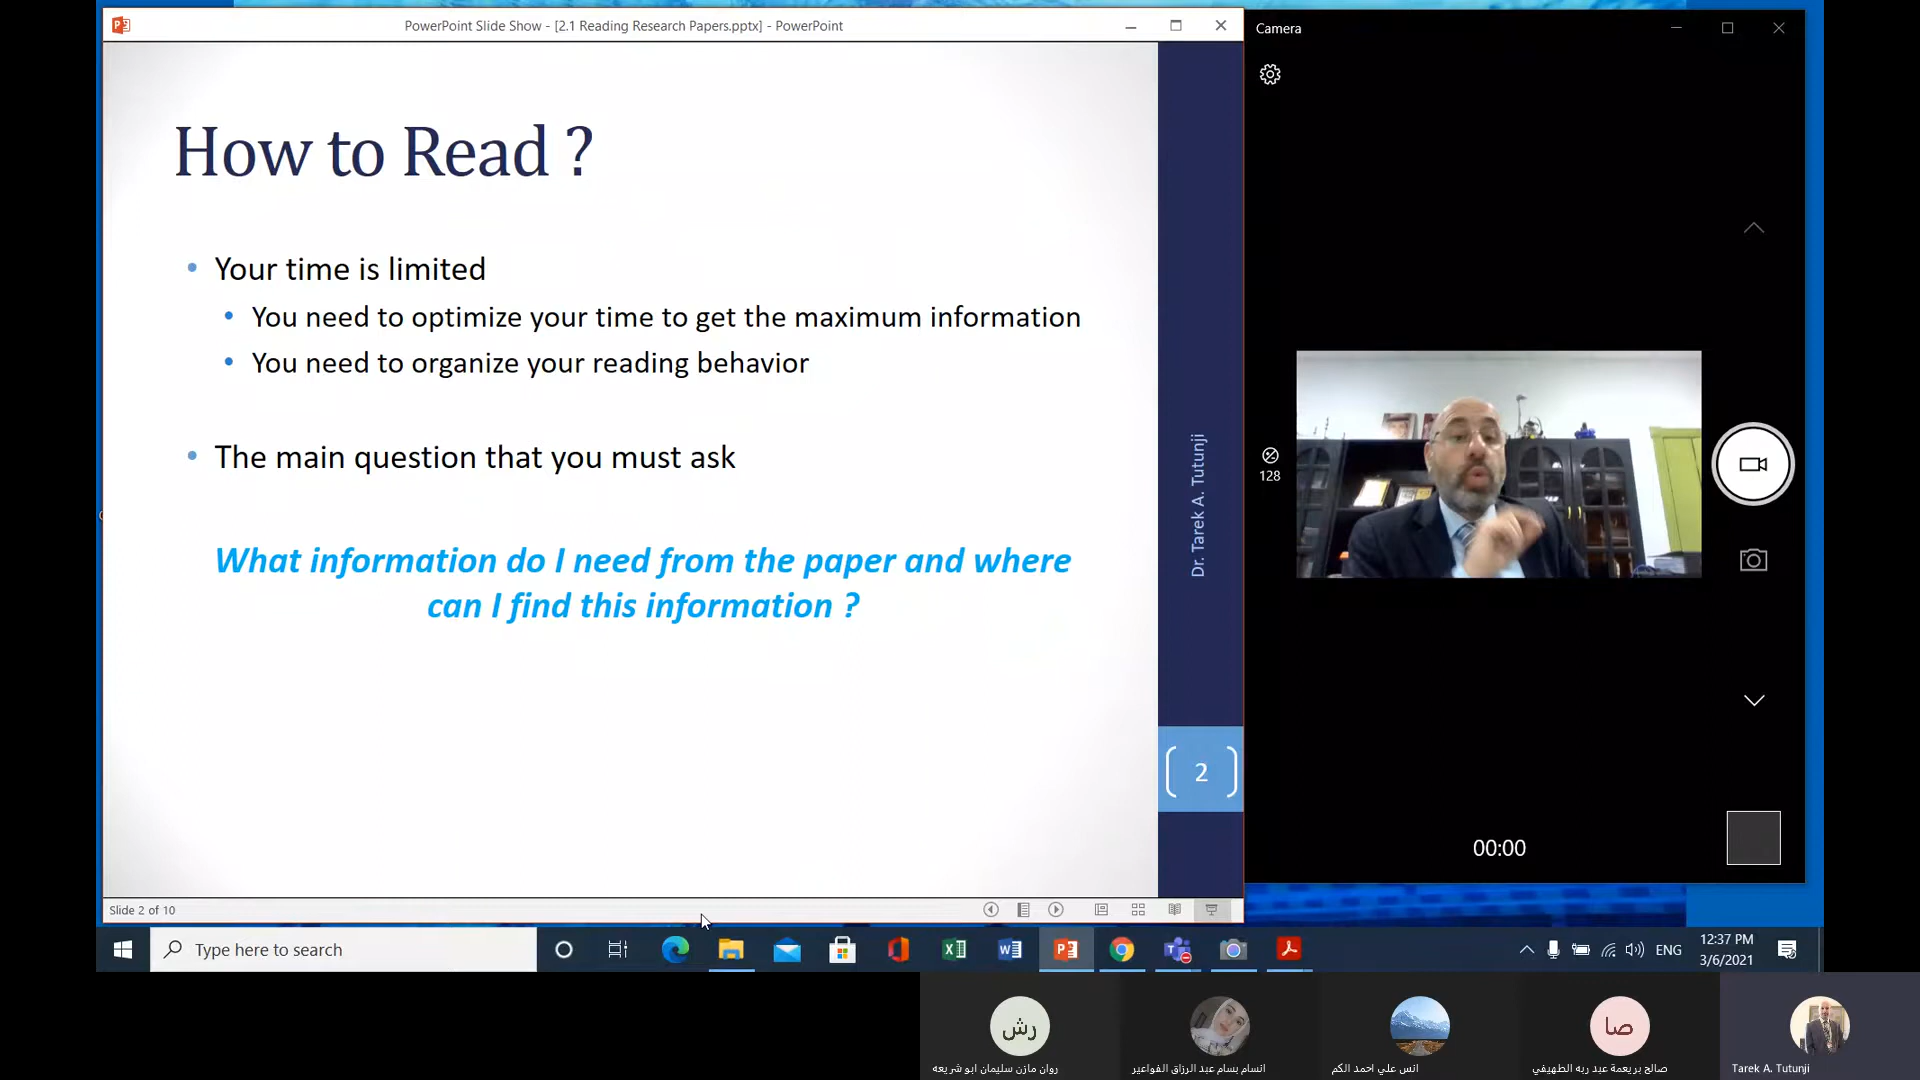 PowerPoint Slide Show - [2.1 Reading Research Papers.pptx] - PowerPoint
Camera
How to Read ?
Your time is limited
You need to optimize your time to get the maximum information
You need to organize your reading behavior
The main question that you must ask
What information do I need from the paper and where
can I find this information ?
Dr. Tarek A. Tutunji
2
128
00:00
Slide 2 of 10
Type here to search
ENG
12:37 PM
3/6/2021
رش
صا
روان مازن سليمان ابو شريعه
انسام بسام عبد الرزاق الفواعير
انس علي احمد الكم
صالح بريعمة عبد ربه الطهيفي
Tarek A. Tutunji